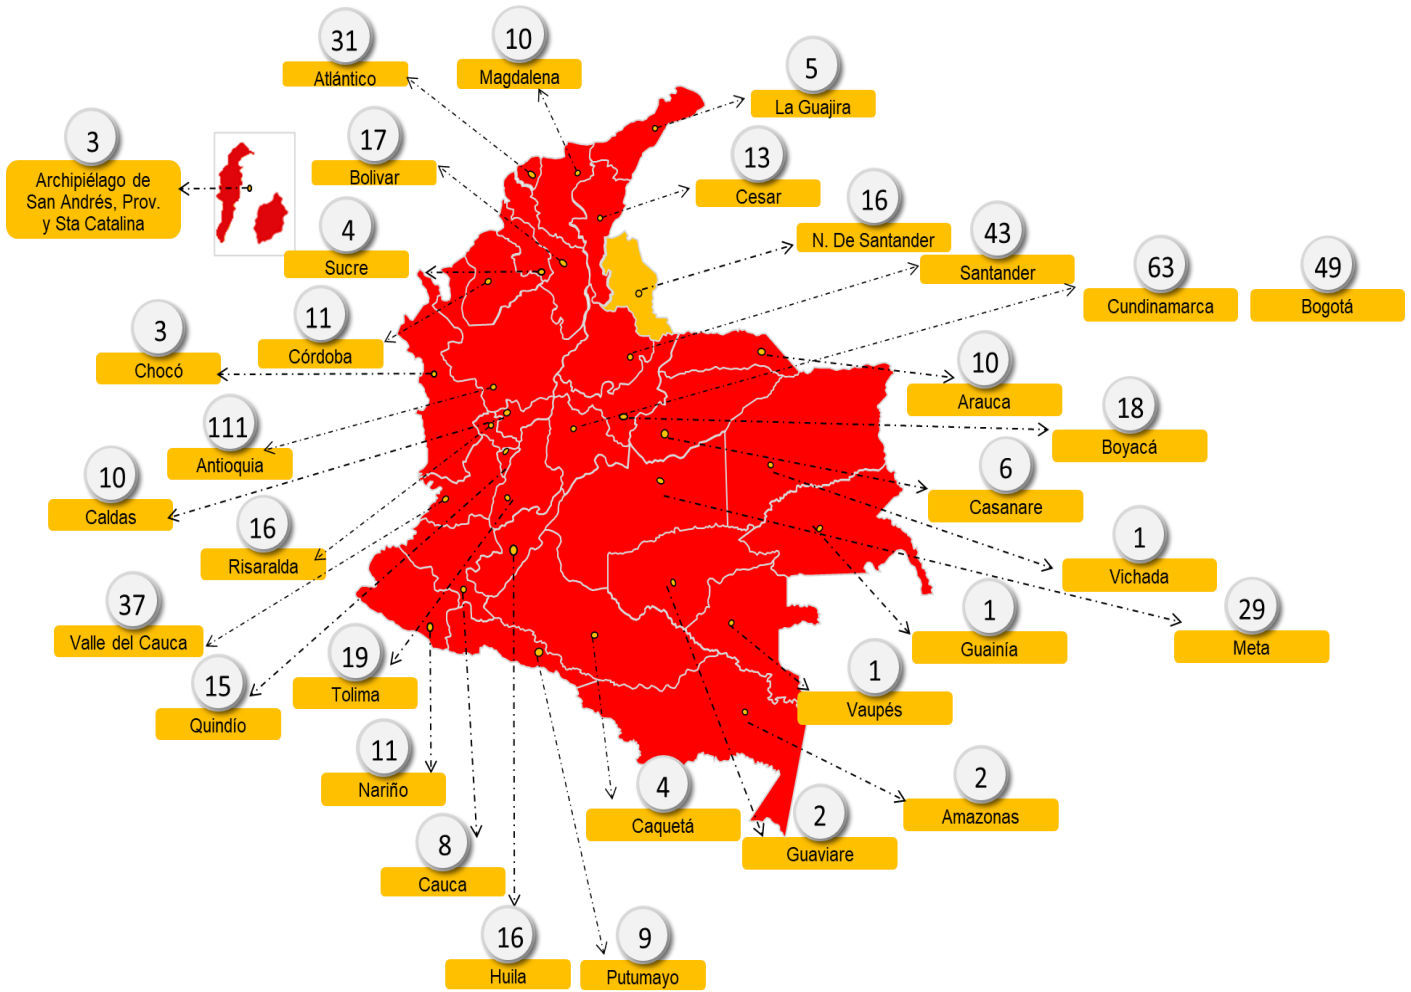 31
Atlántico
10
Magdalena
5
La Guajira
3
Archipiélago de
San Andrés, Prov.
y Sta Catalina
17
Bolivar
13
Cesar
4
Sucre
16
N. De Santander
43
Santander
63
Cundinamarca
49
Bogotá
11
Córdoba
3
Chocó
10
Arauca
111
Antioquia
18
Boyacá
10
Caldas
6
Casanare
16
Risaralda
1
Vichada
37
Valle del Cauca
1
Guainía
29
Meta
15
Quindío
19
Tolima
1
Vaupés
11
Nariño
4
Caquetá
2
Guaviare
2
Amazonas
8
Cauca
16
Huila
9
Putumayo